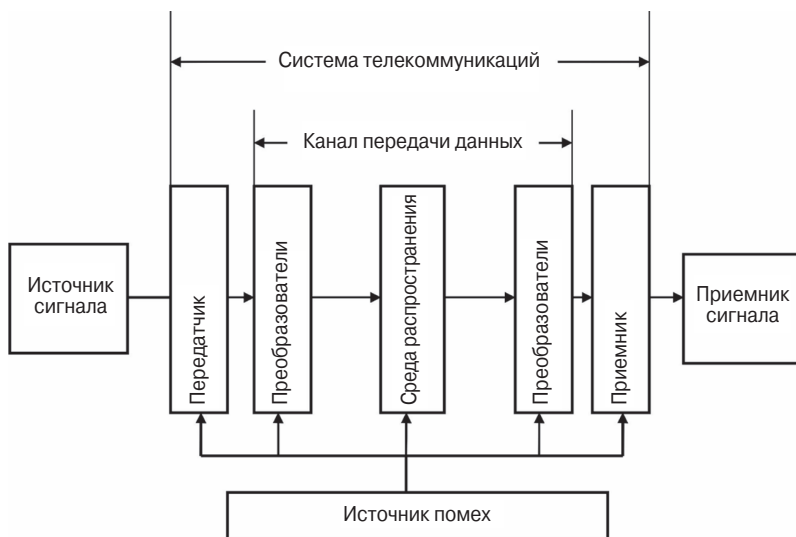 Система телекоммуникаций
Канал передачи данных
Источник
сигнала
Передатчик
Преобразователи
Среда распространения
Преобразователи
Приемник
Приемник
сигнала
Источник помех